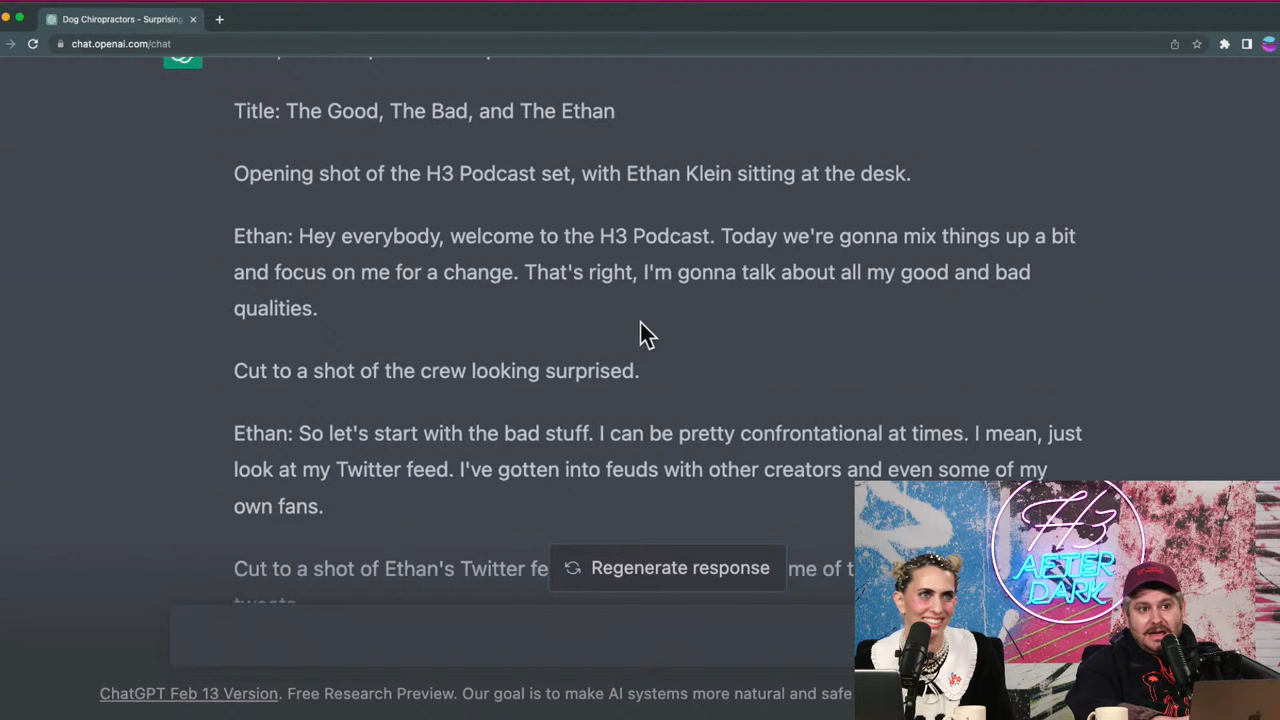 Dog Chiropractors - Surprising
chat.openai.com/chat
Title: The Good, The Bad, and The Ethan
Opening shot of the H3 Podcast set, with Ethan Klein sitting at the desk.
Ethan: Hey everybody, welcome to the H3 Podcast. Today we're gonna mix things up a bit
and focus on me for a change. That's right, I'm gonna talk about all my good and bad
qualities.
Cut to a shot of the crew looking surprised.
Ethan: So let's start with the bad stuff. I can be pretty confrontational at times. I mean, just
look at my Twitter feed. I've gotten into feuds with other creators and even some of my
own fans.
Cut to a shot of Ethan's Twitter fe
Regenerate response
me of t
tweets
ChatGPT Feb 13 Version. Free Research Preview. Our goal is to make AI systems more natural and safe
H3
AFTER
DARK